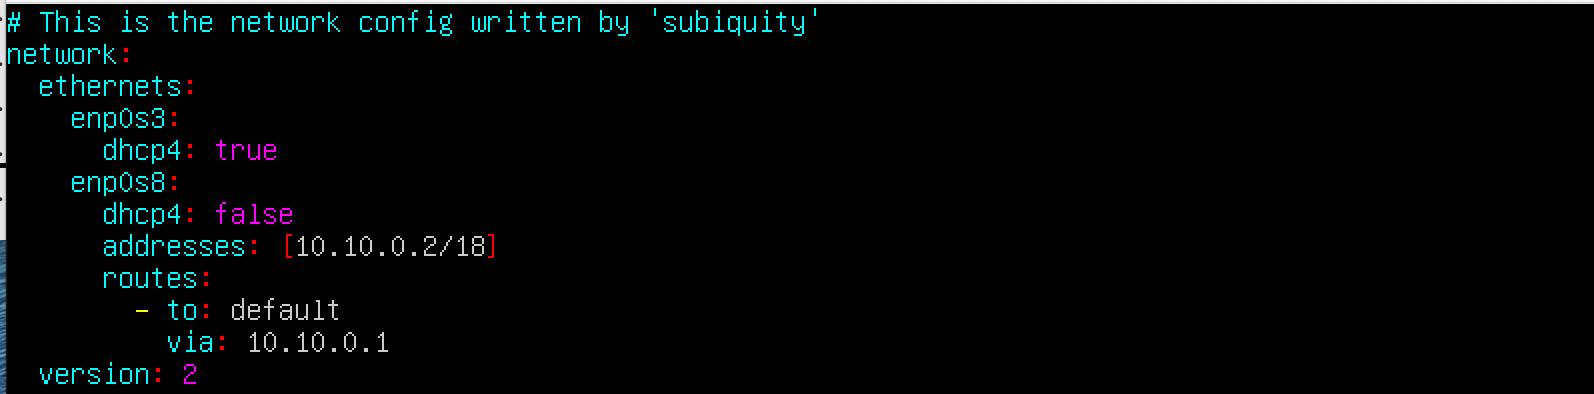 # This is the network config written by 'subiquity'
network:
  ethernets:
    enp0s3:
      dhcp4: true
    enp0s8:
      dhcp4: false
      addresses: [10.10.0.2/18]
      routes:
        - to: default
          via: 10.10.0.1
  version: 2